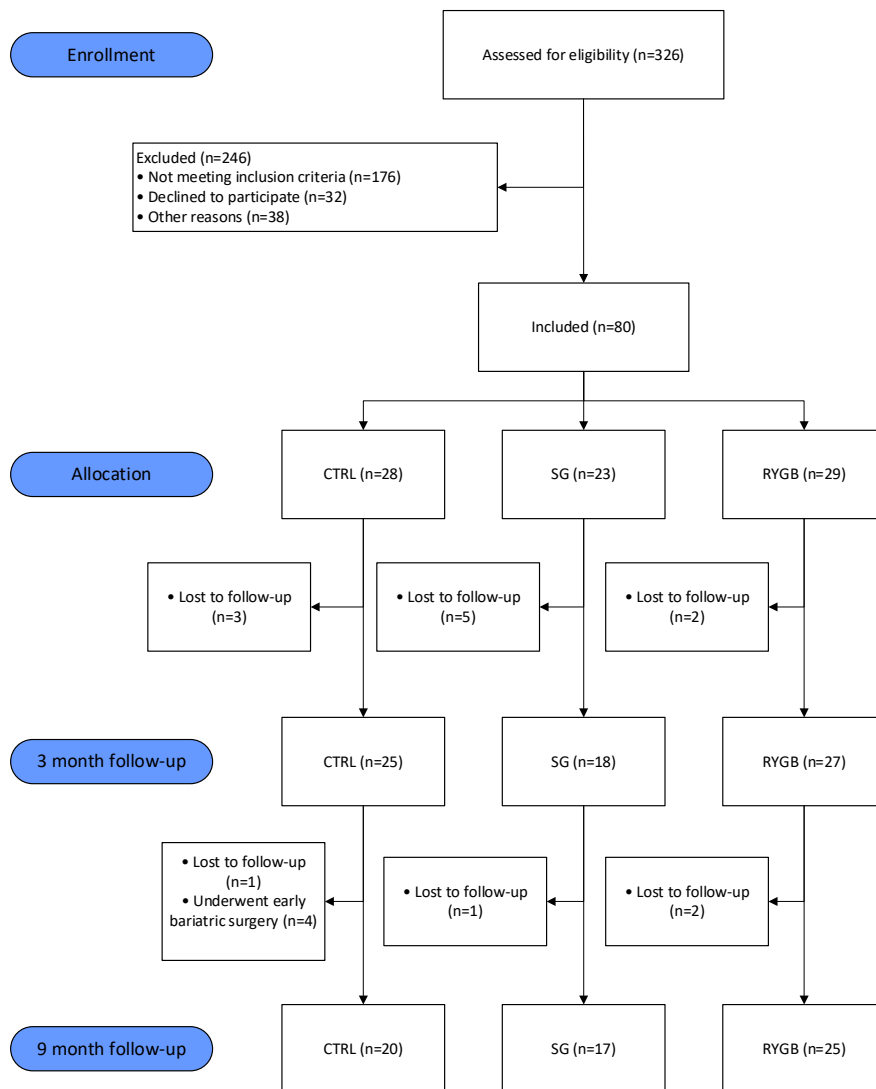 Enrollment
Assessed for eligibility (n=326)
Excluded (n=246)
• Not meeting inclusion criteria (n=176)
• Declined to participate (n=32)
• Other reasons (n=38)
Included (n=80)
Allocation
CTRL (n=28)
SG (n=23)
RYGB (n=29)
• Lost to follow-up
(n=3)
• Lost to follow-up
(n=5)
• Lost to follow-up
(n=2)
3 month follow-up
CTRL (n=25)
SG (n=18)
RYGB (n=27)
• Lost to follow-up
(n=1)
• Underwent early
bariatric surgery (n=4)
• Lost to follow-up
(n=1)
• Lost to follow-up
(n=2)
9 month follow-up
CTRL (n=20)
SG (n=17)
RYGB (n=25)